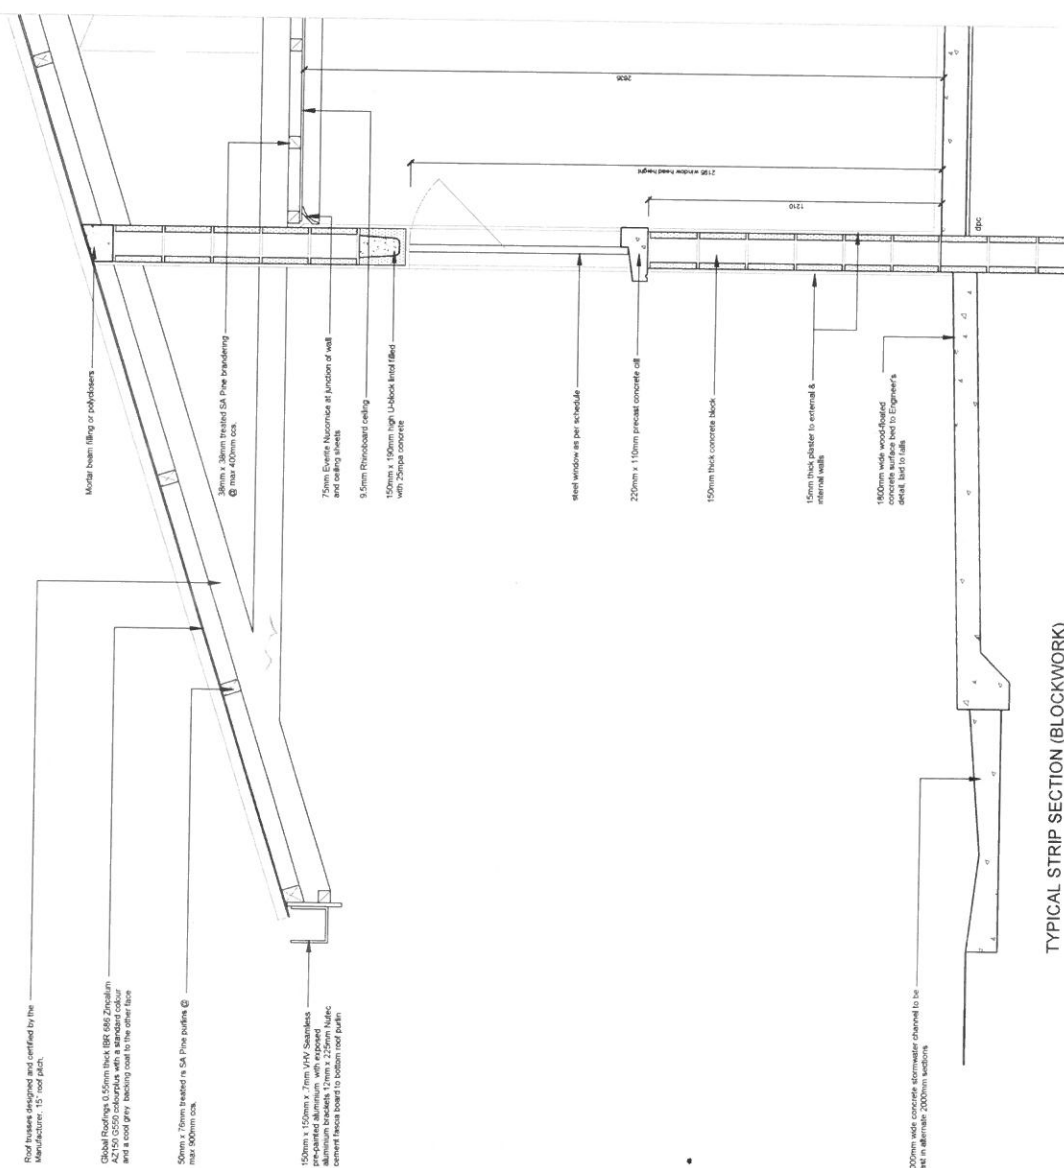 Roof trusses designed and certified by the
Manufacturer. 15° roof pitch.
Global Roofings 0.55mm thick IBR 686 Zincalum
AZ150 G550 colourplus with a standard colour
and a cool grey backing coat to the other face
50mm x 76mm treated rs SA Pine purlins @
max 900mm ccs.
150mm x 150mm x .7mm VHV Seamless
pre-painted aluminium with exposed
aluminium brackets 12mm x 225mm Nutec
cement fascia board to bottom roof purlin
Mortar beam filling or polyclosers
38mm x 38mm treated SA Pine brandering
@ max 400mm ccs.
75mm Everite Nucornice at junction of wall
and ceiling sheets
9.5mm Rhinoboard ceiling
150mm x 190mm high U-block lintol filled
with 25mpa concrete
steel window as per schedule
220mm x 110mm precast concrete cill
150mm thick concrete block
15mm thick plaster to external &
internal walls
1800mm wide wood-floated
concrete surface bed to Engineer's
detail, laid to falls
wide concrete stormwater channel to be
in alternate 2000mm sections
2635
2195 window head height
1210
dpc
TYPICAL STRIP SECTION (BLOCKWORK)